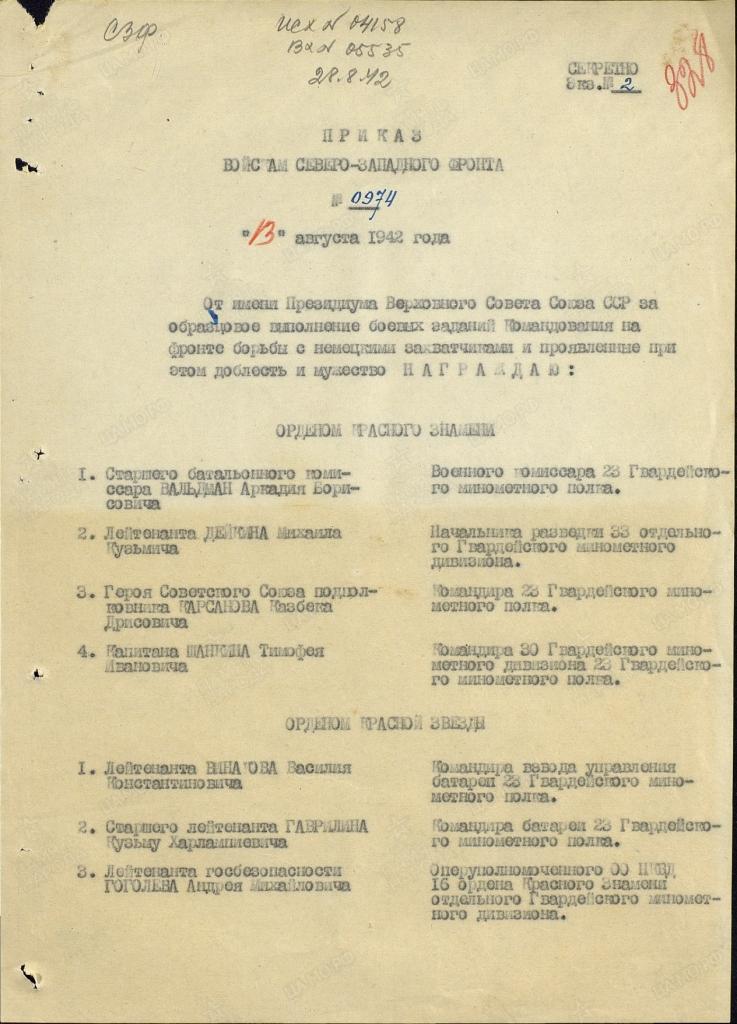 СЗФ.
Исх № 04158
Вх № 05535
28.8.42
СЕКРЕТНО
Экз.№ 2
828
П Р И К А З
ВОЙСКАМ СЕВЕРО-ЗАПАДНОГО ФРОНТА
№ 0974
"13" августа 1942 года
От имени Президиума Верховного Совета Союза ССР за
образцовое выполнение боевых заданий Командования на
фронте борьбы с немецкими захватчиками и проявленные при
этом доблесть и мужество Н А Г Р А Ж Д А Ю :
ОРДЕНОМ КРАСНОГО ЗНАМЕНИ
1. Старшего батальонного коми-
ссара ВАЛЬДМАН Аркадия Бори-
совича
Военного комиссара 23 Гвардейско-
го минометного полка.
2. Лейтенанта ДЕЙКИНА Михаила
Кузьмича
Начальника разведки 33 отдельно-
го Гвардейского минометного
дивизиона.
3. Героя Советского Союза подпол-
ковника КАРСАНОВА Казбека
Дрисовича
Командира 23 Гвардейского мино-
метного полка.
4. Капитана ШАНКИНА Тимофея
Ивановича
Командира 30 Гвардейского мино-
метного дивизиона 23 Гвардейско-
го минометного полка.
ОРДЕНОМ КРАСНОЙ ЗВЕЗДЫ
1. Лейтенанта Василия
Константиновича
Командира взвода управления
батареи 23 Гвардейского мино-
метного полка.
2. Старшего лейтенанта ГАВРИЛИНА
Кузьму Харлампиевича
Командира батареи 23 Гвардейско-
го минометного полка.
3. Лейтенанта госбезопасности
ГОГОЛЕВА Андрея Михайловича
Оперуполномоченного ОО НКВД
16 ордена Красного Знамени
отдельного Гвардейского миномет-
ного дивизиона.